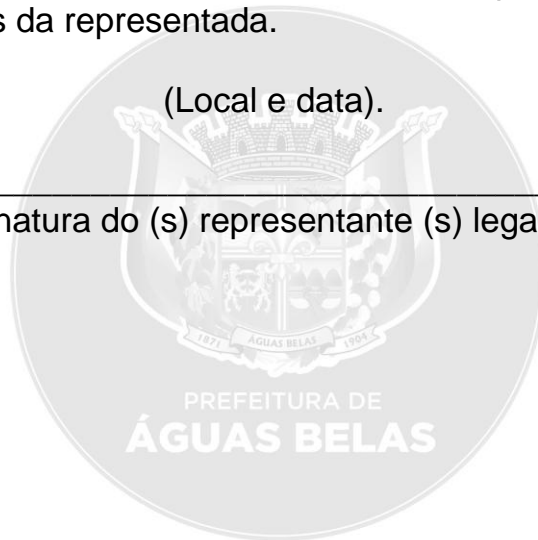 s da representada.
(Local e data).
natura do (s) representante (s) lega
1871 ÁGUAS BELAS 1904
PREFEITURA DE
ÁGUAS BELAS